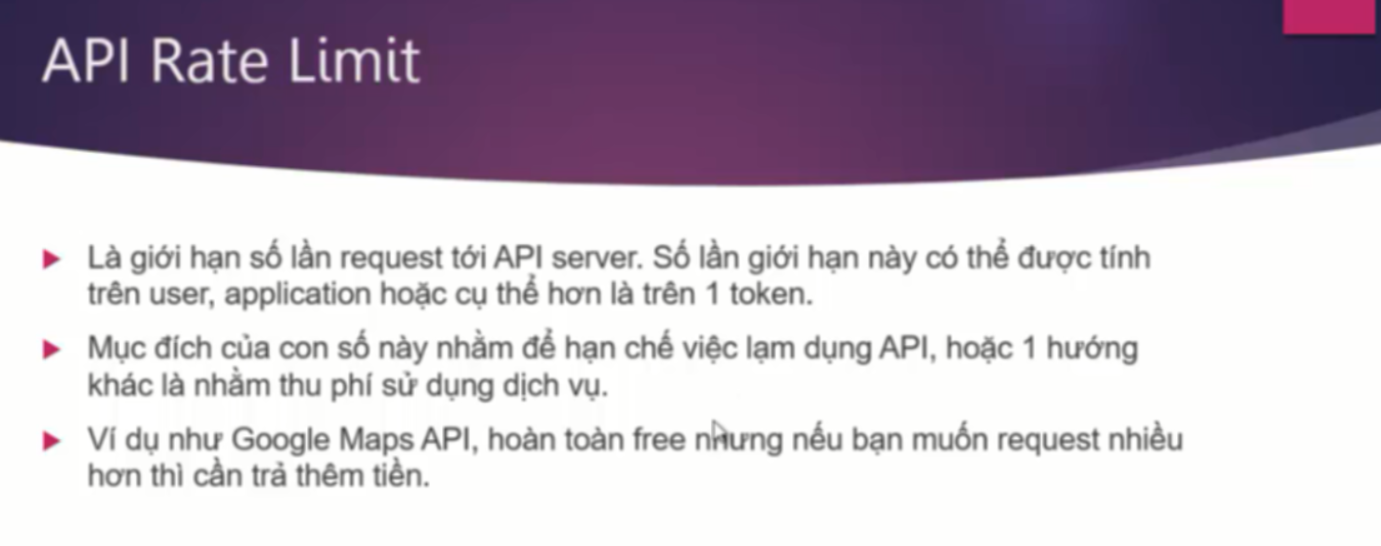 API Rate Limit
Là giới hạn số lần request tới API server. Số lần giới hạn này có thể được tính
trên user, application hoặc cụ thể hơn là trên 1 token.
Mục đích của con số này nhằm để hạn chế việc lạm dụng API, hoặc 1 hướng
khác là nhằm thu phí sử dụng dịch vụ.
Ví dụ như Google Maps API, hoàn toàn free nhưng nếu bạn muốn request nhiều
hơn thì cần trả thêm tiền.